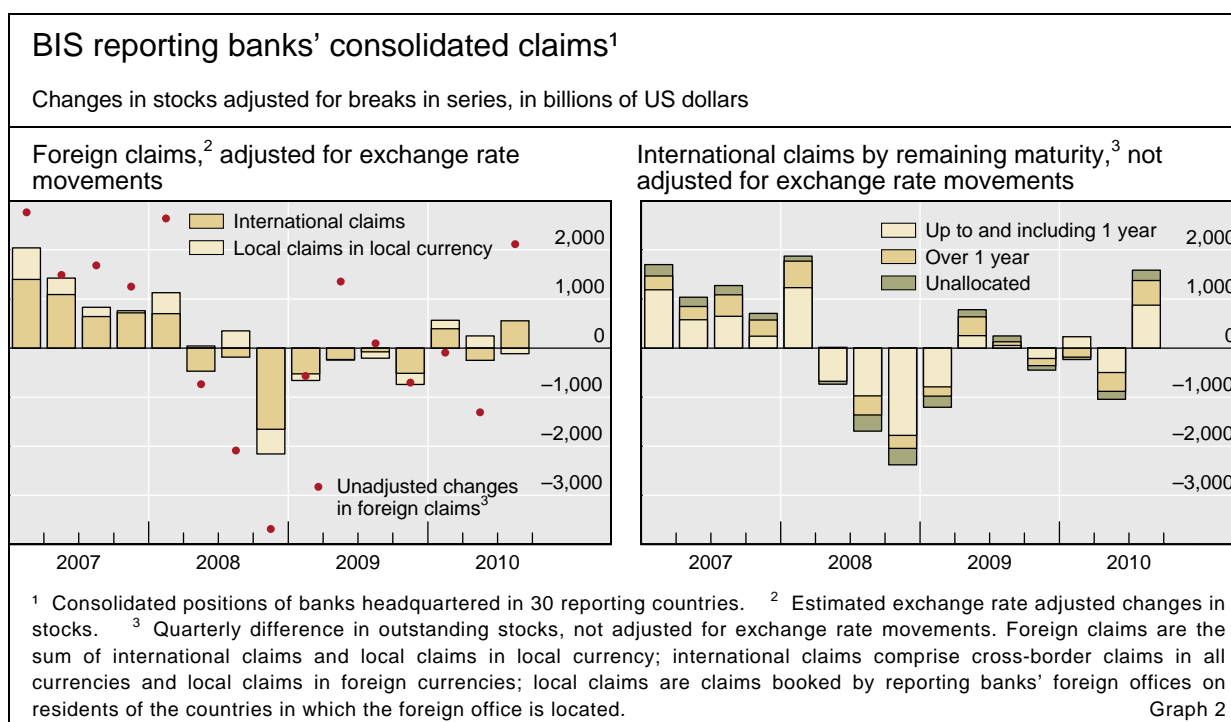 BIS reporting banks’ consolidated claims¹
Changes in stocks adjusted for breaks in series, in billions of US dollars
Foreign claims,² adjusted for exchange rate
movements
International claims
Local claims in local currency
2,000
1,000
0
–1,000
–2,000
–3,000
Unadjusted changes
in foreign claims³
2007
2008
2009
2010
International claims by remaining maturity,³ not
adjusted for exchange rate movements
Up to and including 1 year
Over 1 year
Unallocated
2,000
1,000
0
–1,000
–2,000
–3,000
2007
2008
2009
2010
¹ Consolidated positions of banks headquartered in 30 reporting countries. ² Estimated exchange rate adjusted changes in
stocks. ³ Quarterly difference in outstanding stocks, not adjusted for exchange rate movements. Foreign claims are the
sum of international claims and local claims in local currency; international claims comprise cross-border claims in all
currencies and local claims in foreign currencies; local claims are claims booked by reporting banks’ foreign offices on
residents of the countries in which the foreign office is located.
Graph 2